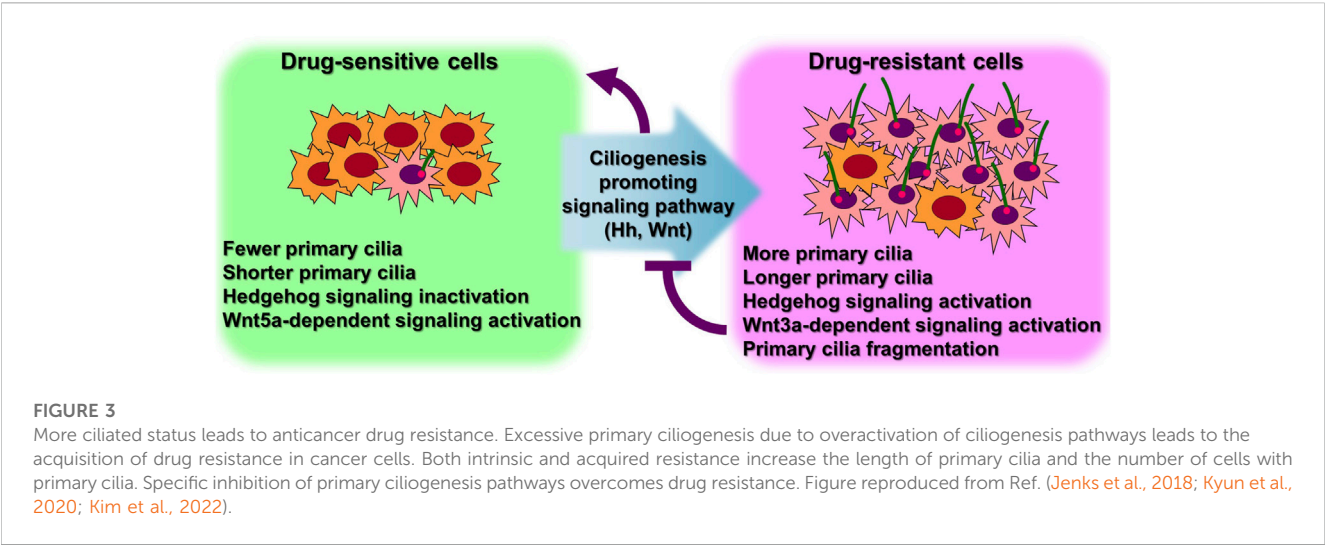 Drug-sensitive cells
Fewer primary cilia
Shorter primary cilia
Hedgehog signaling inactivation
Wnt5a-dependent signaling activation
Ciliogenesis
promoting
signaling pathway
(Hh, Wnt)
Drug-resistant cells
More primary cilia
Longer primary cilia
Hedgehog signaling activation
Wnt3a-dependent signaling activation
Primary cilia fragmentation
FIGURE 3
More ciliated status leads to anticancer drug resistance. Excessive primary ciliogenesis due to overactivation of ciliogenesis pathways leads to the
acquisition of drug resistance in cancer cells. Both intrinsic and acquired resistance increase the length of primary cilia and the number of cells with
primary cilia. Specific inhibition of primary ciliogenesis pathways overcomes drug resistance. Figure reproduced from Ref. (Jenks et al., 2018; Kyun et al.,
2020; Kim et al., 2022).